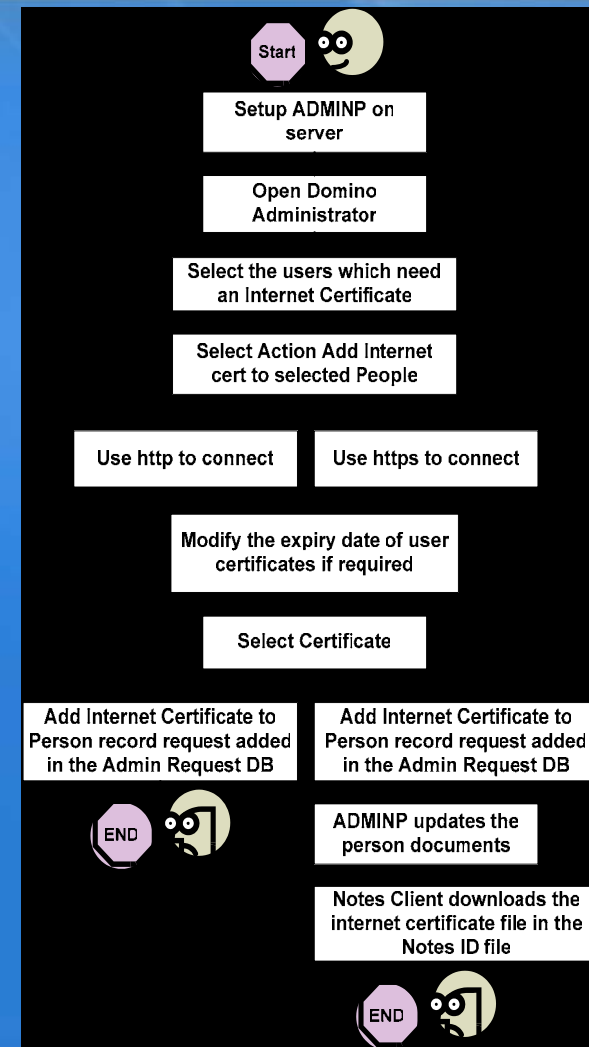 Start
Setup ADMINP on
server
Open Domino
Administrator
Select the users which need
an Internet Certificate
Select Action Add Internet
cert to selected People
Use http to connect
Use https to connect
Modify the expiry date of user
certificates if required
Select Certificate
Add Internet Certificate to
Person record request added
in the Admin Request DB
Add Internet Certificate to
Person record request added
in the Admin Request DB
END
ADMINP updates the
person documents
Notes Client downloads the
internet certificate file in the
Notes ID file
END